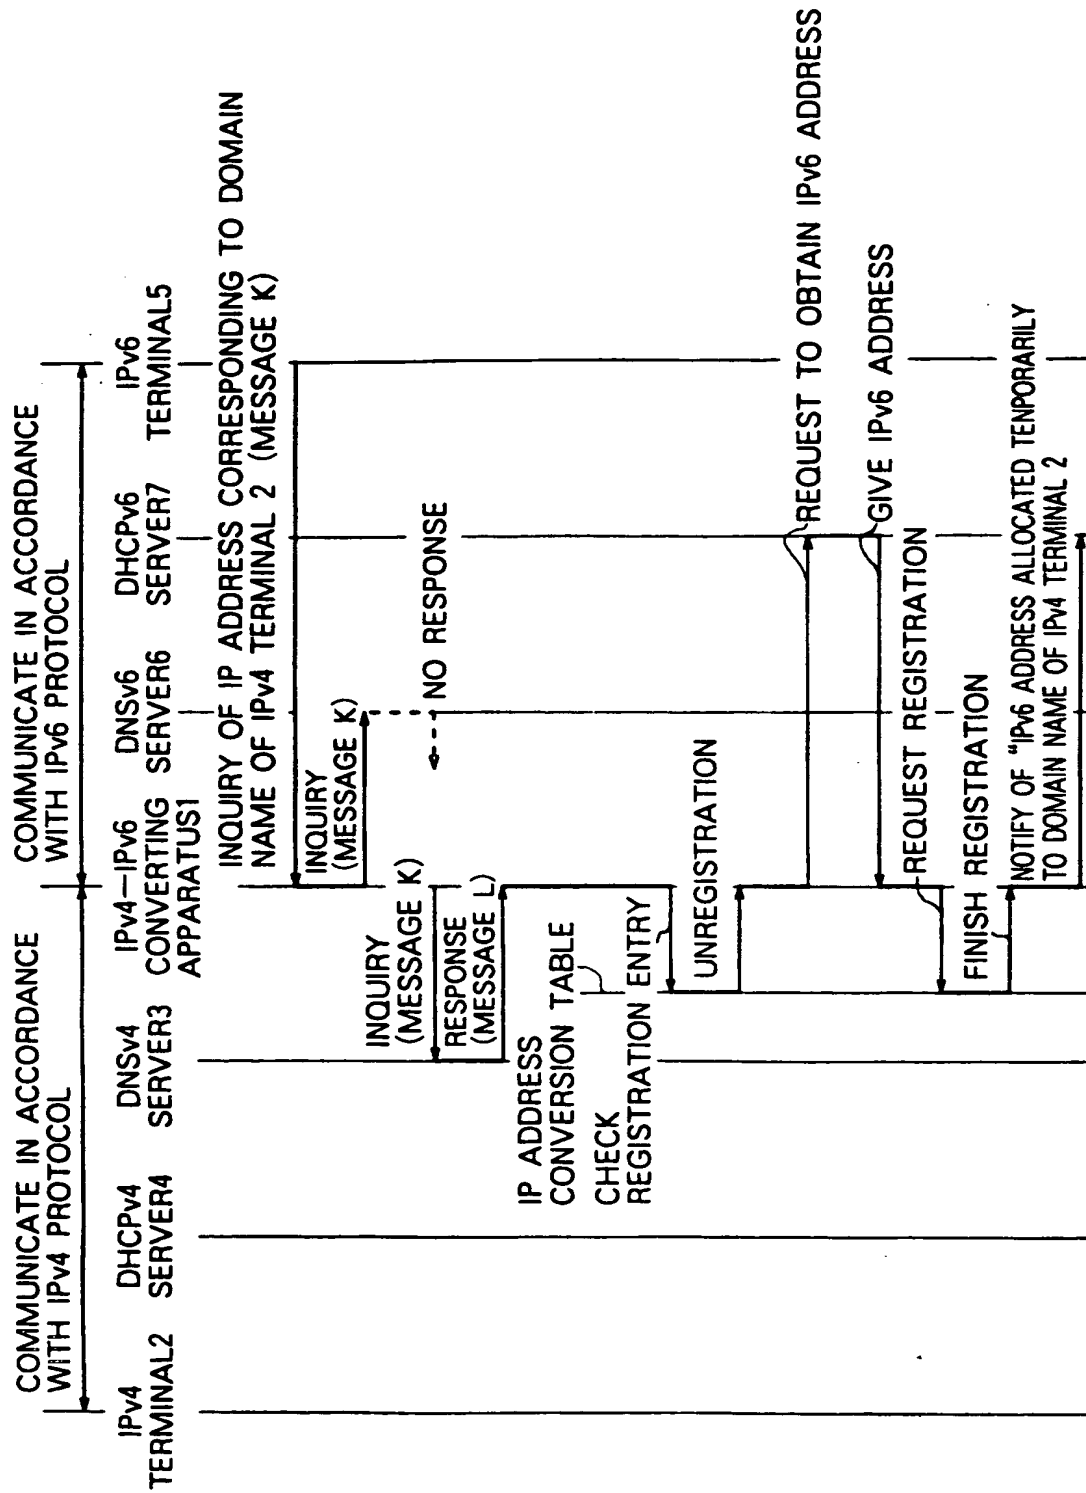 COMMUNICATE IN ACCORDANCE
WITH IPv4 PROTOCOL
COMMUNICATE IN ACCORDANCE
WITH IPv6 PROTOCOL
IPv4
TERMINAL2
DHCPv4
SERVER4
DNSv4
SERVER3
IPv4-IPv6
CONVERTING
APPARATUS1
DNSv6
SERVER6
DHCPv6
SERVER7
IPv6
TERMINAL5
INQUIRY OF IP ADDRESS CORRESPONDING TO DOMAIN
NAME OF IPv4 TERMINAL 2 (MESSAGE K)
INQUIRY
(MESSAGE K)
NO RESPONSE
INQUIRY
(MESSAGE K)
RESPONSE
(MESSAGE L)
IP ADDRESS
CONVERSION TABLE
CHECK
REGISTRATION ENTRY
UNREGISTRATION
REQUEST TO OBTAIN IPv6 ADDRESS
GIVE IPv6 ADDRESS
REQUEST REGISTRATION
FINISH REGISTRATION
NOTIFY OF "IPv6 ADDRESS ALLOCATED TENPORARILY
TO DOMAIN NAME OF IPv4 TERMINAL 2